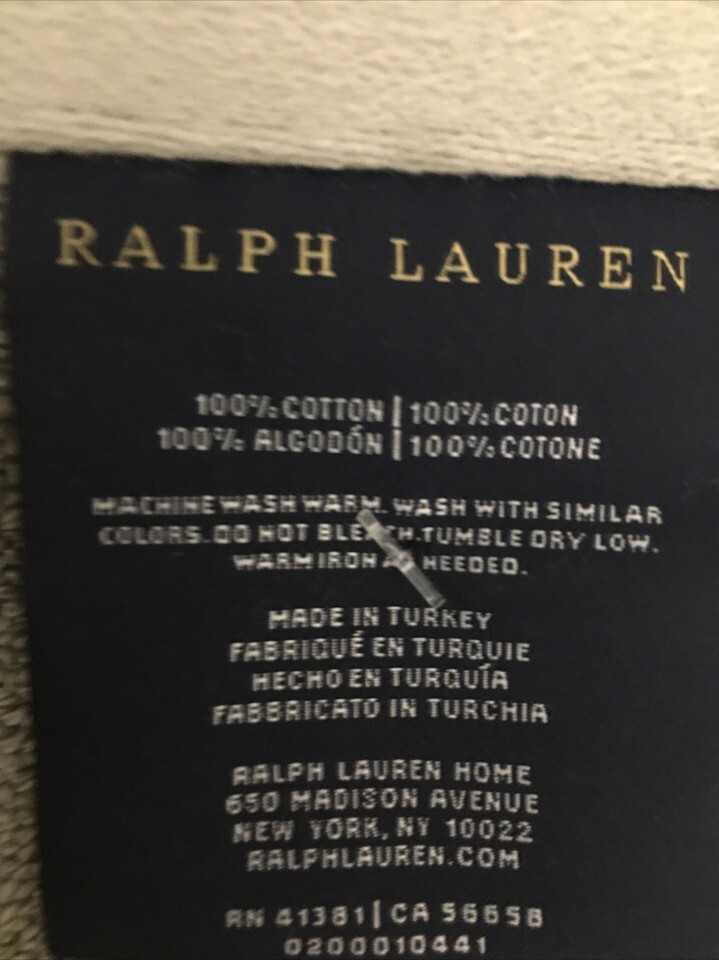 RALPH LAUREN
100% COTTON | 100% COTON
100% ALGODÓN | 100% COTONE
MACHINE WASH WARM. WASH WITH SIMILAR
COLORS. DO NOT BLEACH. TUMBLE DRY LOW.
WARM IRON AS NEEDED.
MADE IN TURKEY
FABRIQUÉ EN TURQUIE
HECHO EN TURQUÍA
FABBRICATO IN TURCHIA
RALPH LAUREN HOME
650 MADISON AVENUE
NEW YORK, NY 10022
RALPHLAUREN.COM
RN 41381 | CA 56658
0200010441